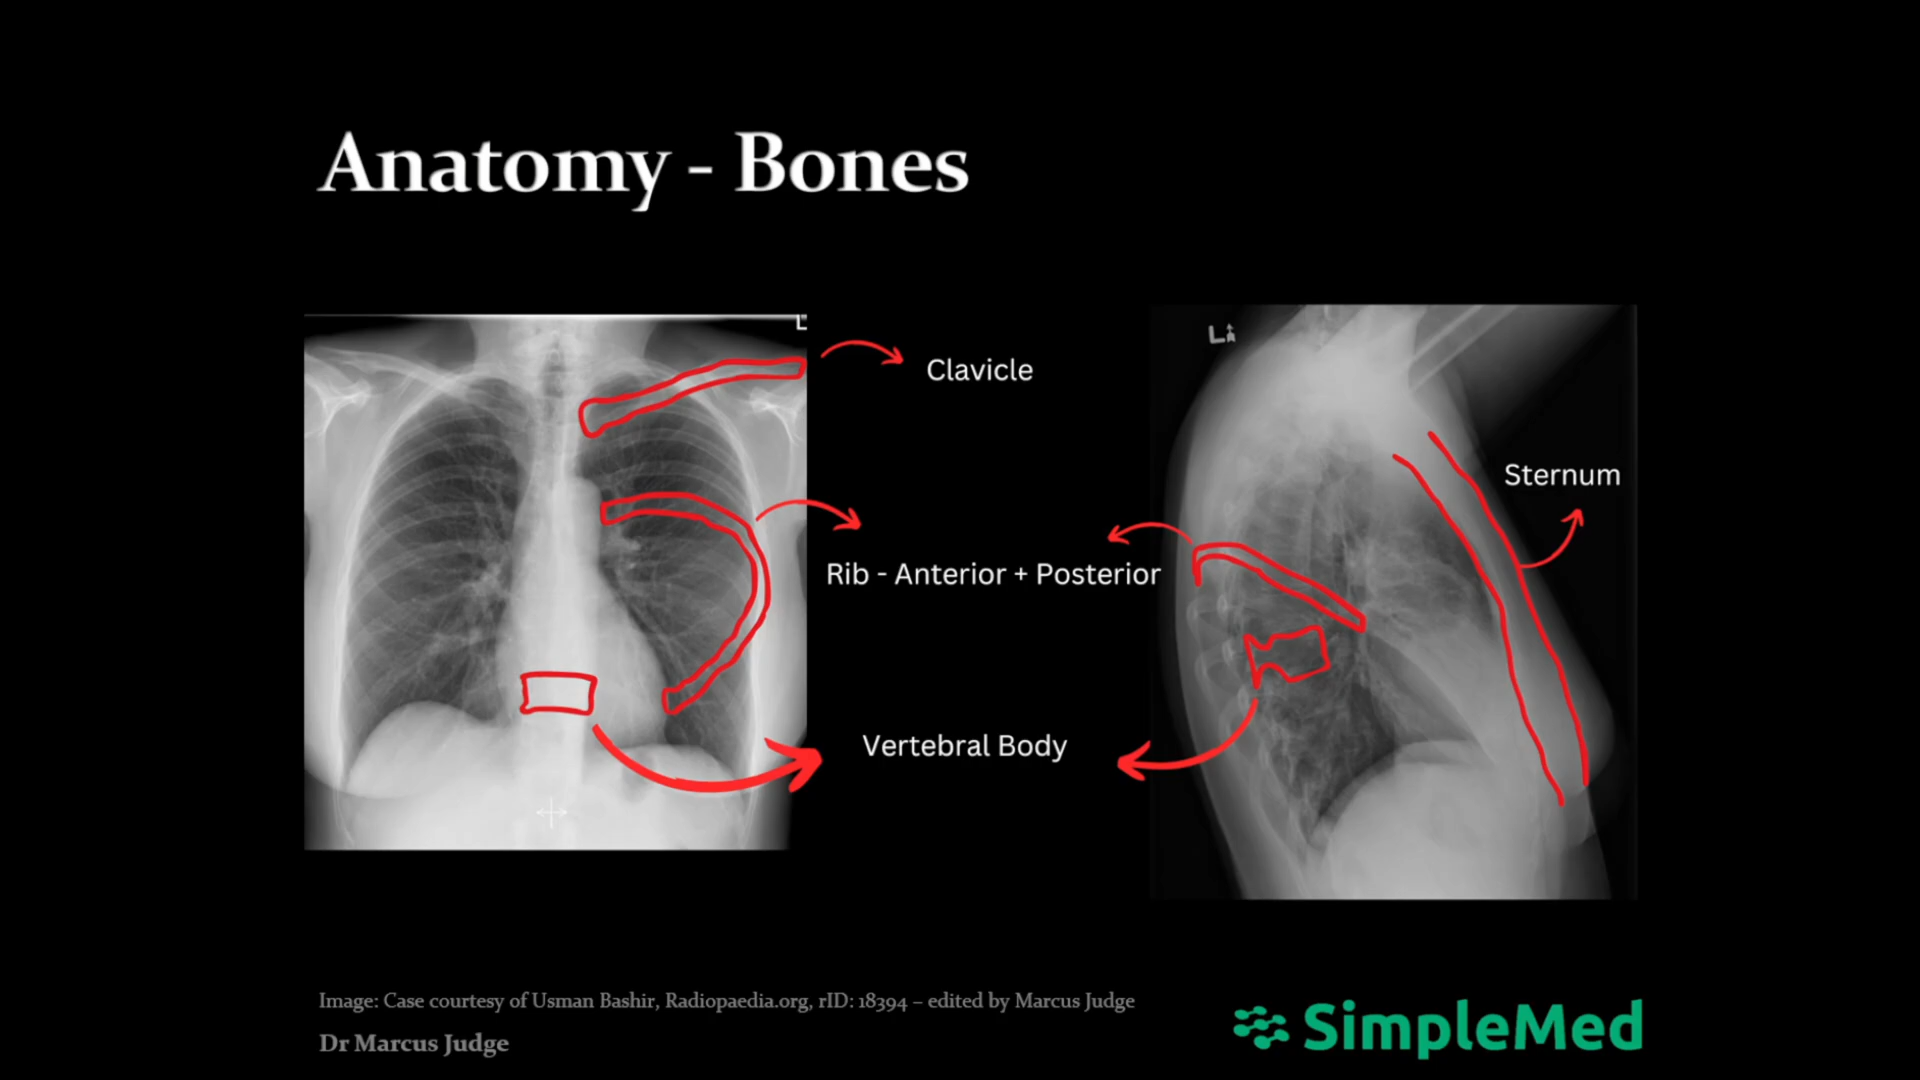 Anatomy - Bones
L
Clavicle
L
Sternum
Rib - Anterior + Posterior
Vertebral Body
Image: Case courtesy of Usman Bashir, Radiopaedia.org, rID: 18394 – edited by Marcus Judge
Dr Marcus Judge
SimpleMed